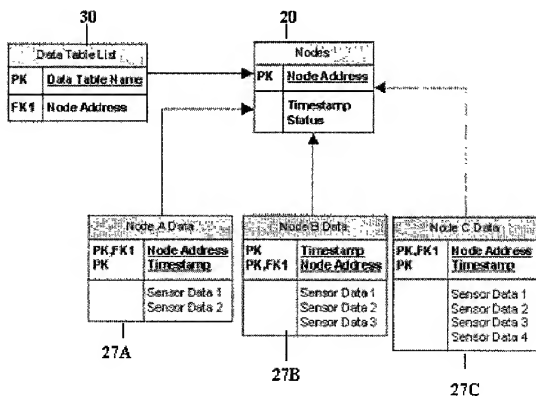 30
20
Data Table List
PK Data Table Name
FK1 Node Address
Nodes
PK Node Address
Timestamp
Status
Node A Data
PK,FK1 Node Address
PK Timestamp
Sensor Data 1
Sensor Data 2
Node B Data
PK Timestamp
PK,FK1 Node Address
Sensor Data 1
Sensor Data 2
Sensor Data 3
Node C Data
PK,FK1 Node Address
PK Timestamp
Sensor Data 1
Sensor Data 2
Sensor Data 3
Sensor Data 4
27A
27B
27C